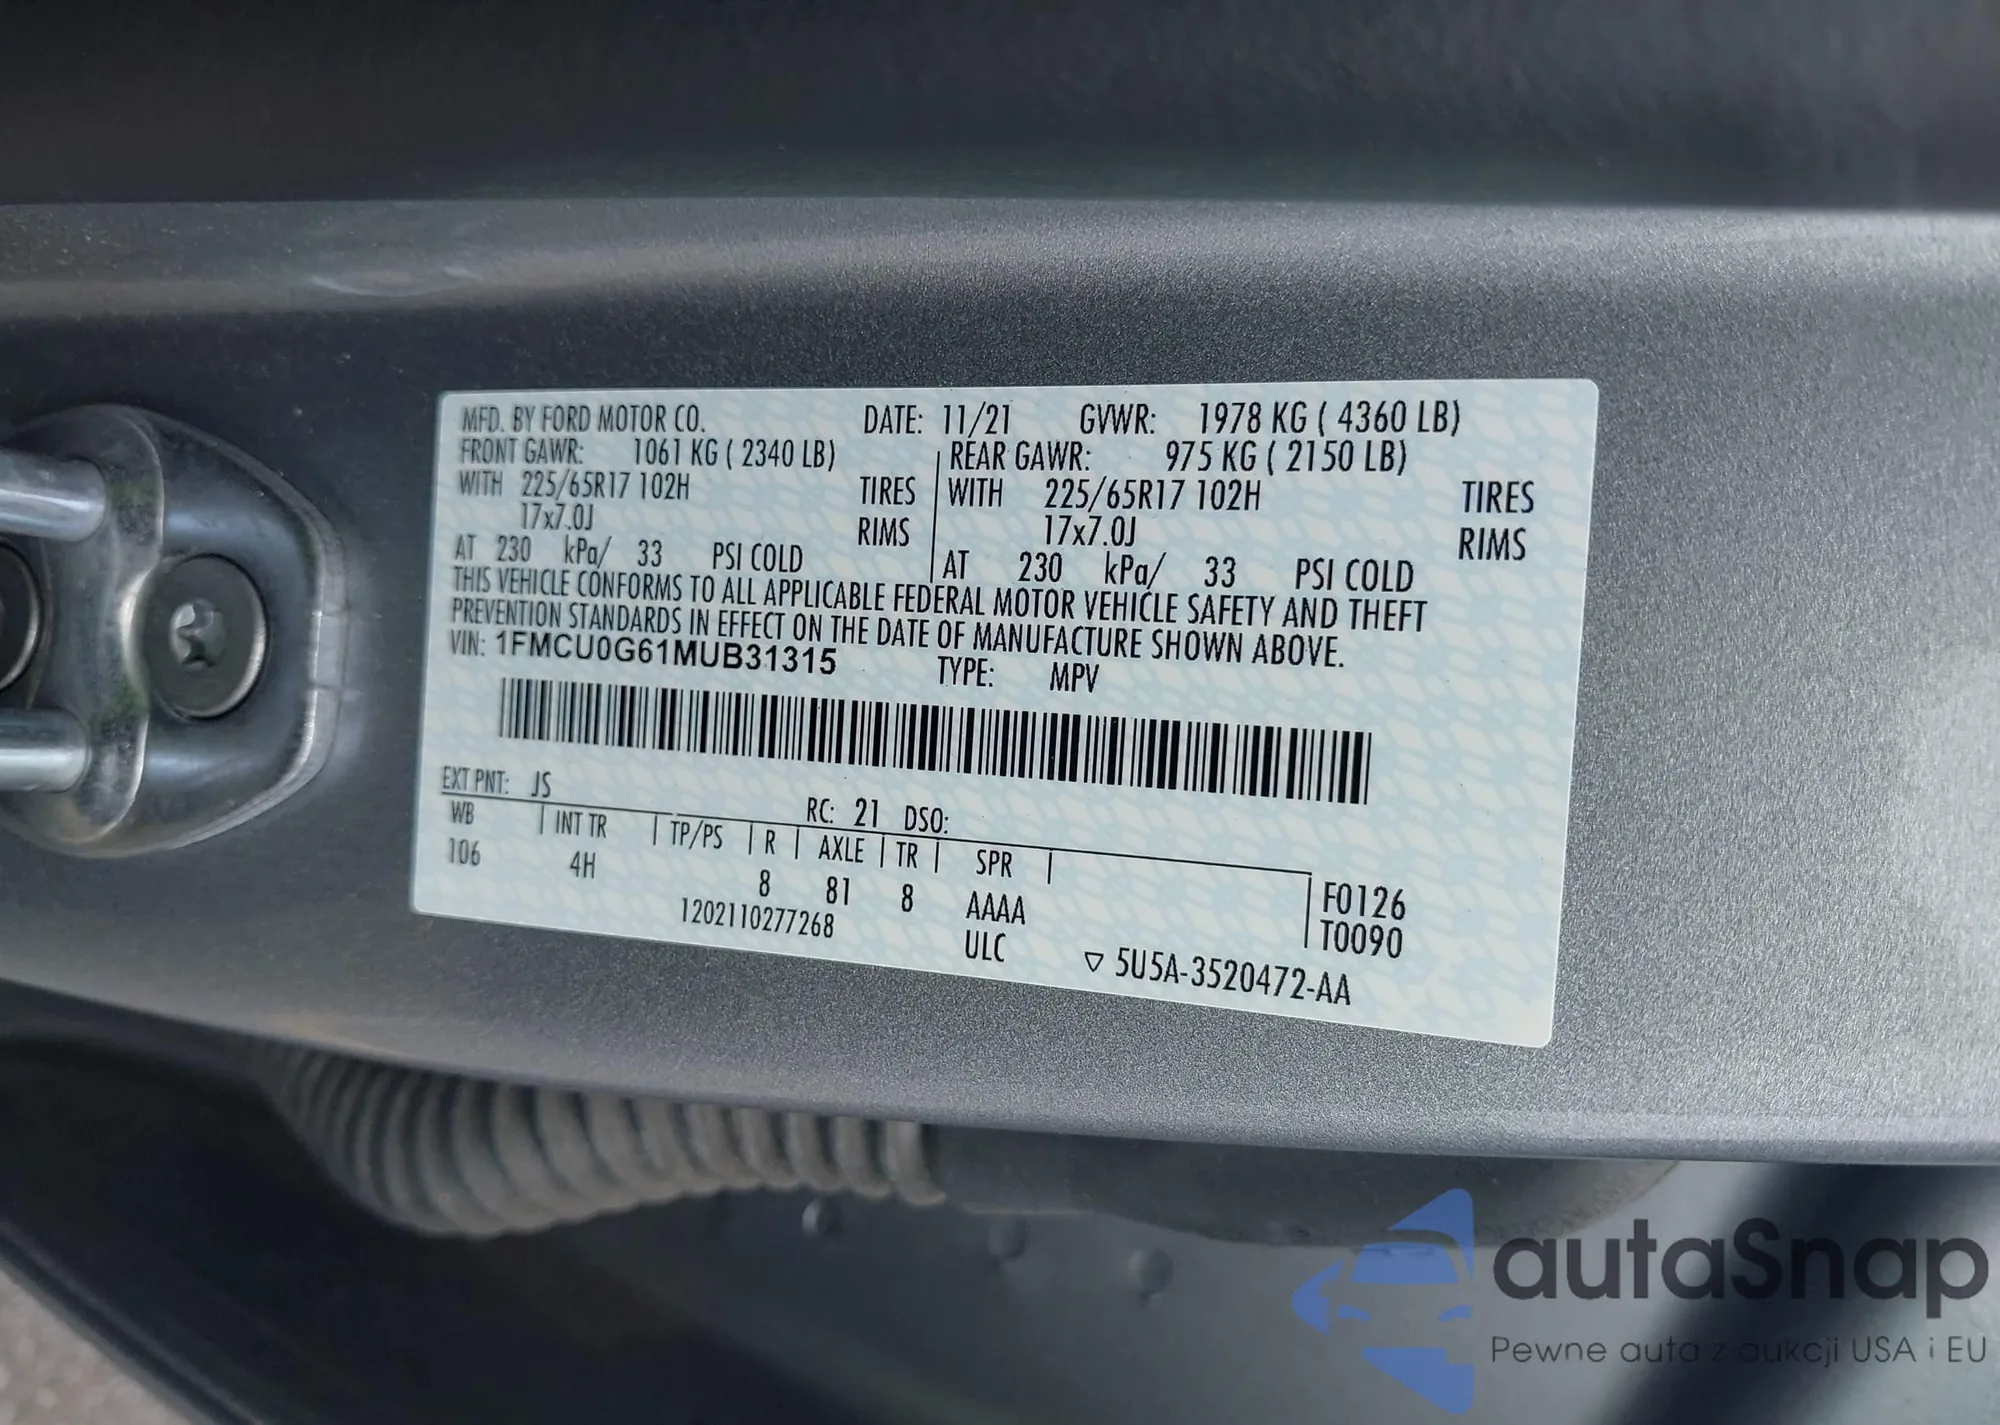 MFD. BY FORD MOTOR CO. DATE: 11/21 GVWR: 1978 KG ( 4360 LB)
FRONT GAWR: 1061 KG ( 2340 LB) REAR GAWR: 975 KG ( 2150 LB)
WITH 225/65R17 102H TIRES WITH 225/65R17 102H TIRES
17x7.0J RIMS 17x7.0J RIMS
AT 230 kPa/ 33 PSI COLD AT 230 kPa/ 33 PSI COLD
THIS VEHICLE CONFORMS TO ALL APPLICABLE FEDERAL MOTOR VEHICLE SAFETY AND THEFT
PREVENTION STANDARDS IN EFFECT ON THE DATE OF MANUFACTURE SHOWN ABOVE.
VIN: 1FMCU0G61MUB31315 TYPE: MPV
EXT PNT: JS RC: 21 DSO:
WB INT TR TP/PS R AXLE TR SPR
106 4H 8 81 8 AAAA F0126
1202110277268 ULC T0090
▽ 5U5A-3520472-AA
autaSnap
Pewne auta z aukcji USA i EU